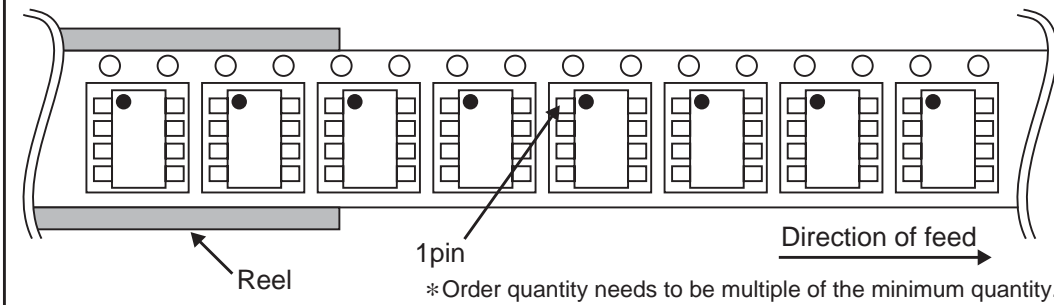 Direction of feed
1pin
Reel
*Order quantity needs to be multiple of the minimum quantity.